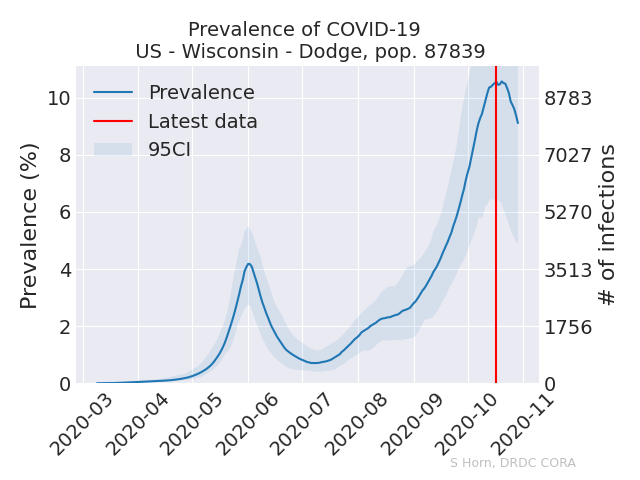 Prevalence of COVID-19
US - Wisconsin - Dodge, pop. 87839
Prevalence
Latest data
95CI
Prevalence (%)
10
8
6
4
2
0
8783
7027
5270
3513
1756
0
# of infections
2020-03
2020-04
2020-05
2020-06
2020-07
2020-08
2020-09
2020-10
2020-11
S Horn, DRDC CORA